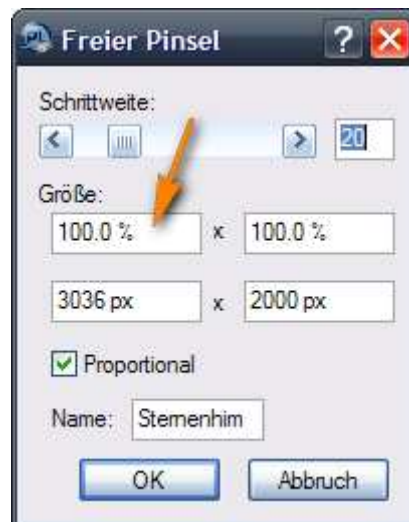 Freier Pinsel
Schrittweite:
20
Größe:
100.0 % x 100.0 %
3036 px x 2000 px
Proportional
Name: Sternenhim
OK Abbruch